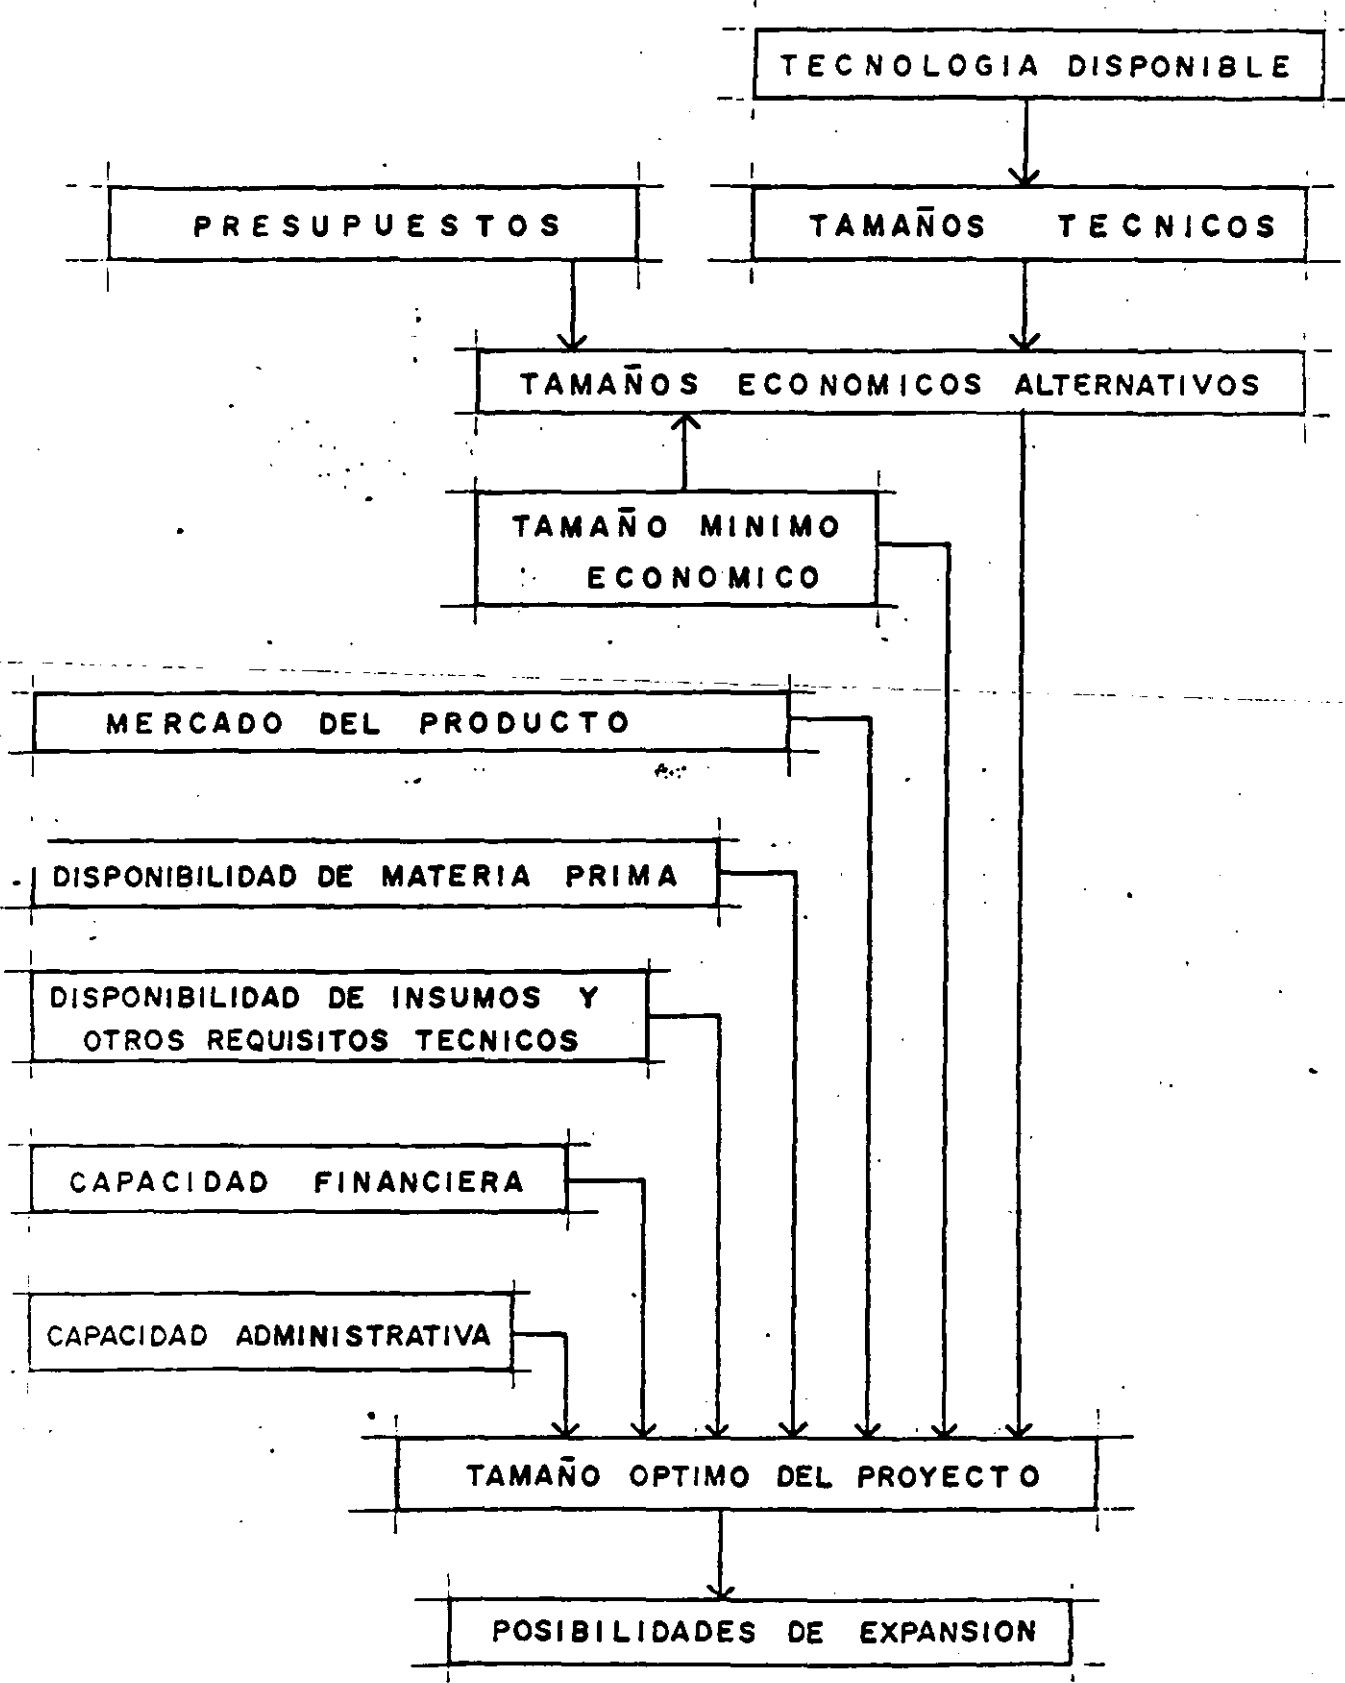 TECNOLOGIA DISPONIBLE
PRESUPUESTOS
TAMAÑOS TECNICOS
TAMAÑOS ECONOMICOS ALTERNATIVOS
TAMAÑO MINIMO
ECONOMICO
MERCADO DEL PRODUCTO
DISPONIBILIDAD DE MATERIA PRIMA
DISPONIBILIDAD DE INSUMOS Y
OTROS REQUISITOS TECNICOS
CAPACIDAD FINANCIERA
CAPACIDAD ADMINISTRATIVA
TAMAÑO OPTIMO DEL PROYECTO
POSIBILIDADES DE EXPANSION